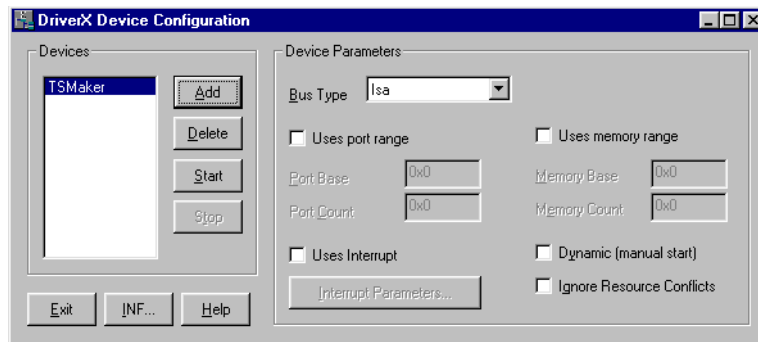 DriverX Device Configuration
Devices
TSMaker
Add
Delete
Start
Stop
Exit
INF...
Help
Device Parameters
Bus Type Isa
Uses port range
Port Base 0x0
Port Count 0x0
Uses memory range
Memory Base 0x0
Memory Count 0x0
Uses Interrupt
Interrupt Parameters...
Dynamic (manual start)
Ignore Resource Conflicts